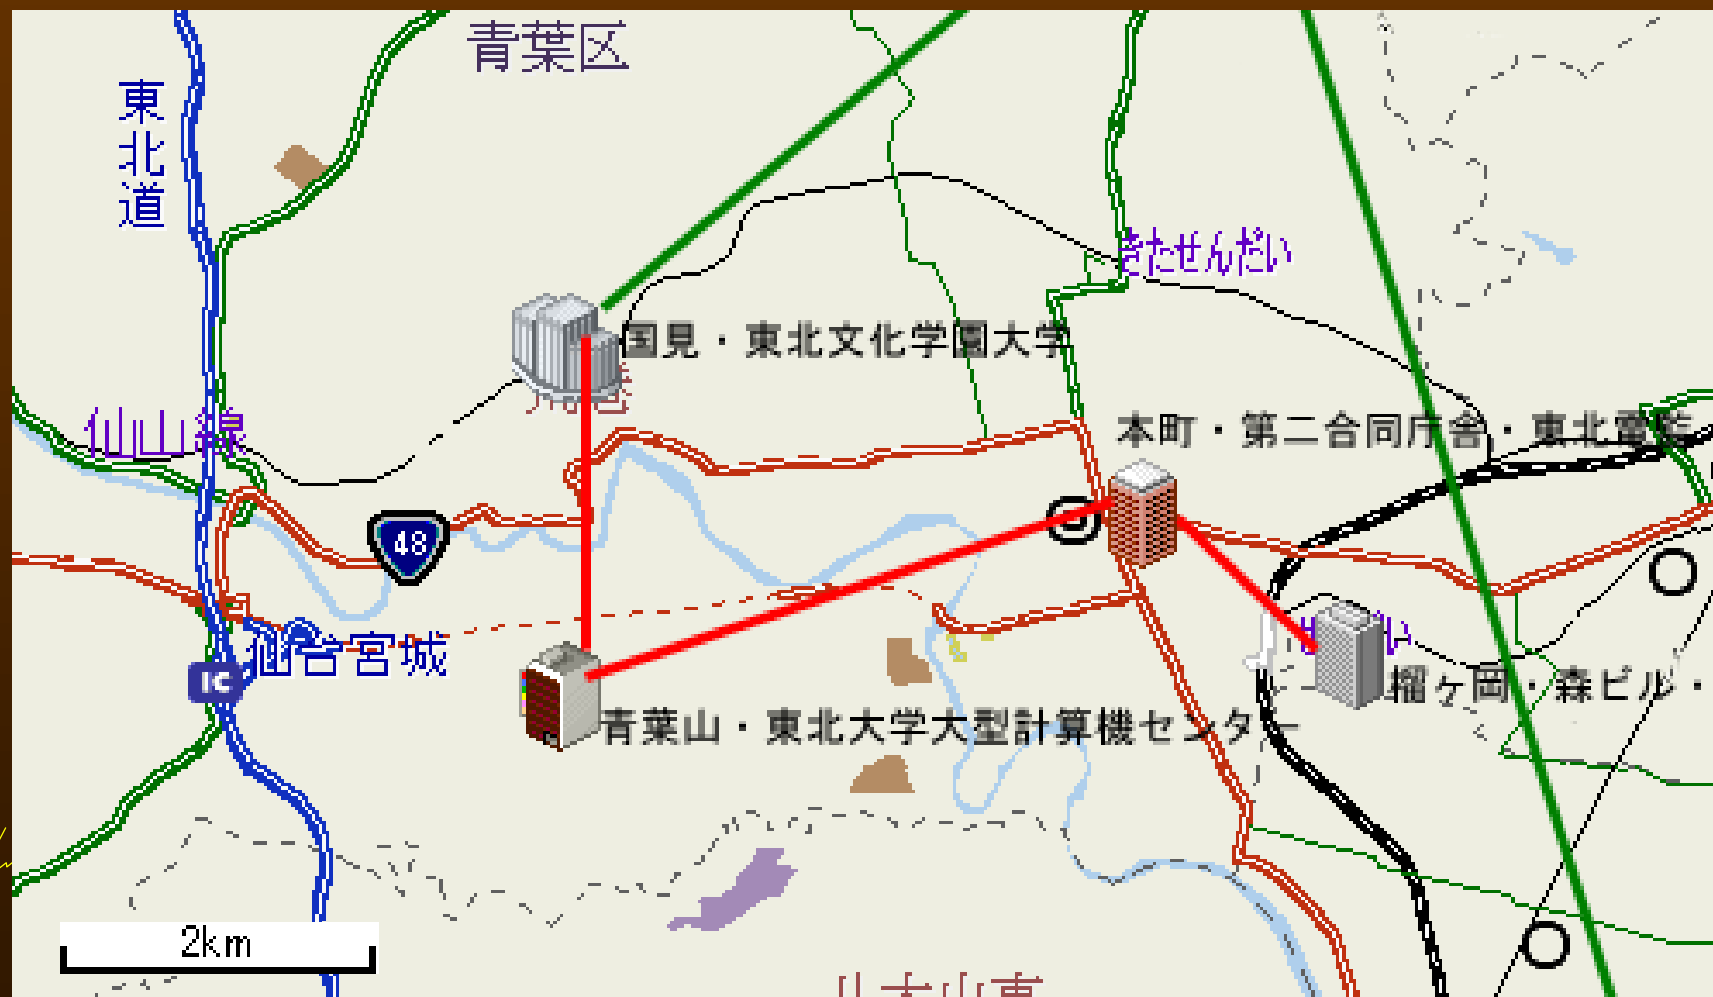 青葉区
東北道
きたせんだい
国見・東北文化学園大学
仙山線
本町・第二合同庁舎・東北電監
48
仙台宮城
IC
榴ヶ岡・森ビル・
青葉山・東北大学大型計算機センター
2km